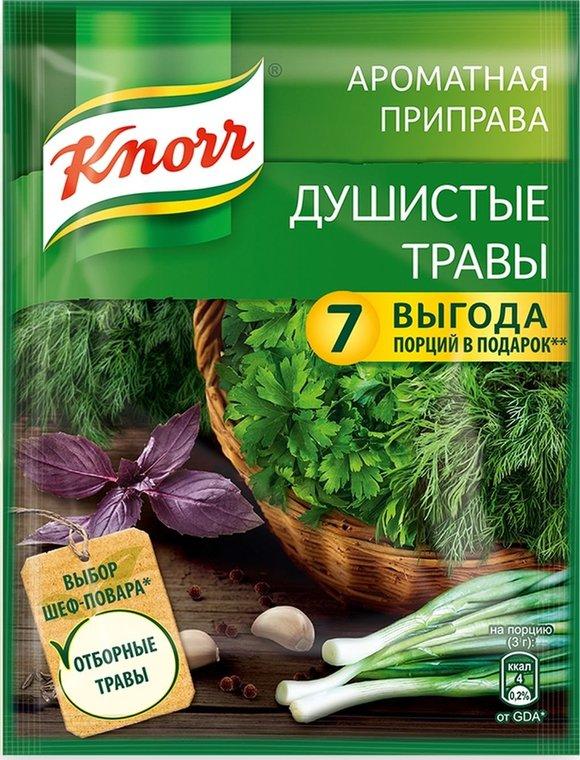 Knorr
®
АРОМАТНАЯ
ПРИПРАВА
ДУШИСТЫЕ
ТРАВЫ
7 ВЫГОДА
ПОРЦИЙ В ПОДАРОК**
ВЫБОР
ШЕФ-ПОВАРА*
ОТБОРНЫЕ
ТРАВЫ
на порцию
(3 г):
ккал
4
0,2%
от GDA*